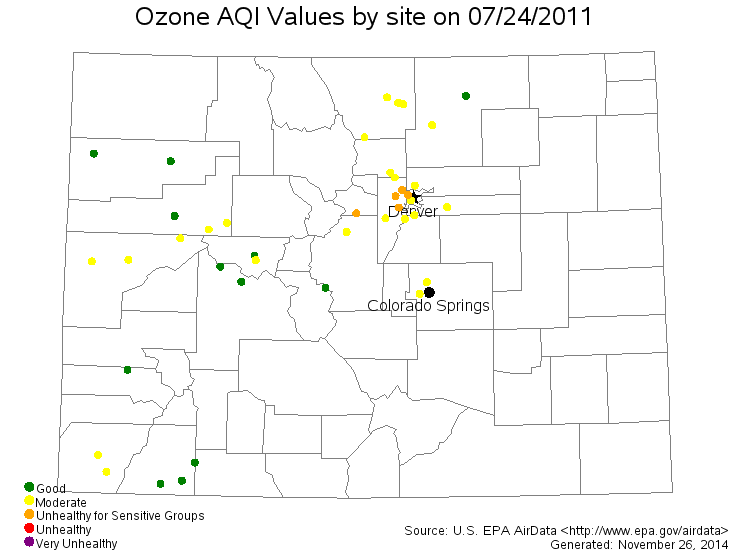 Ozone AQI Values by site on 07/24/2011
Denver
Colorado Springs
Good
Moderate
Unhealthy for Sensitive Groups
Unhealthy
Very Unhealthy
Source: U.S. EPA AirData <http://www.epa.gov/airdata>
Generated: November 26, 2014